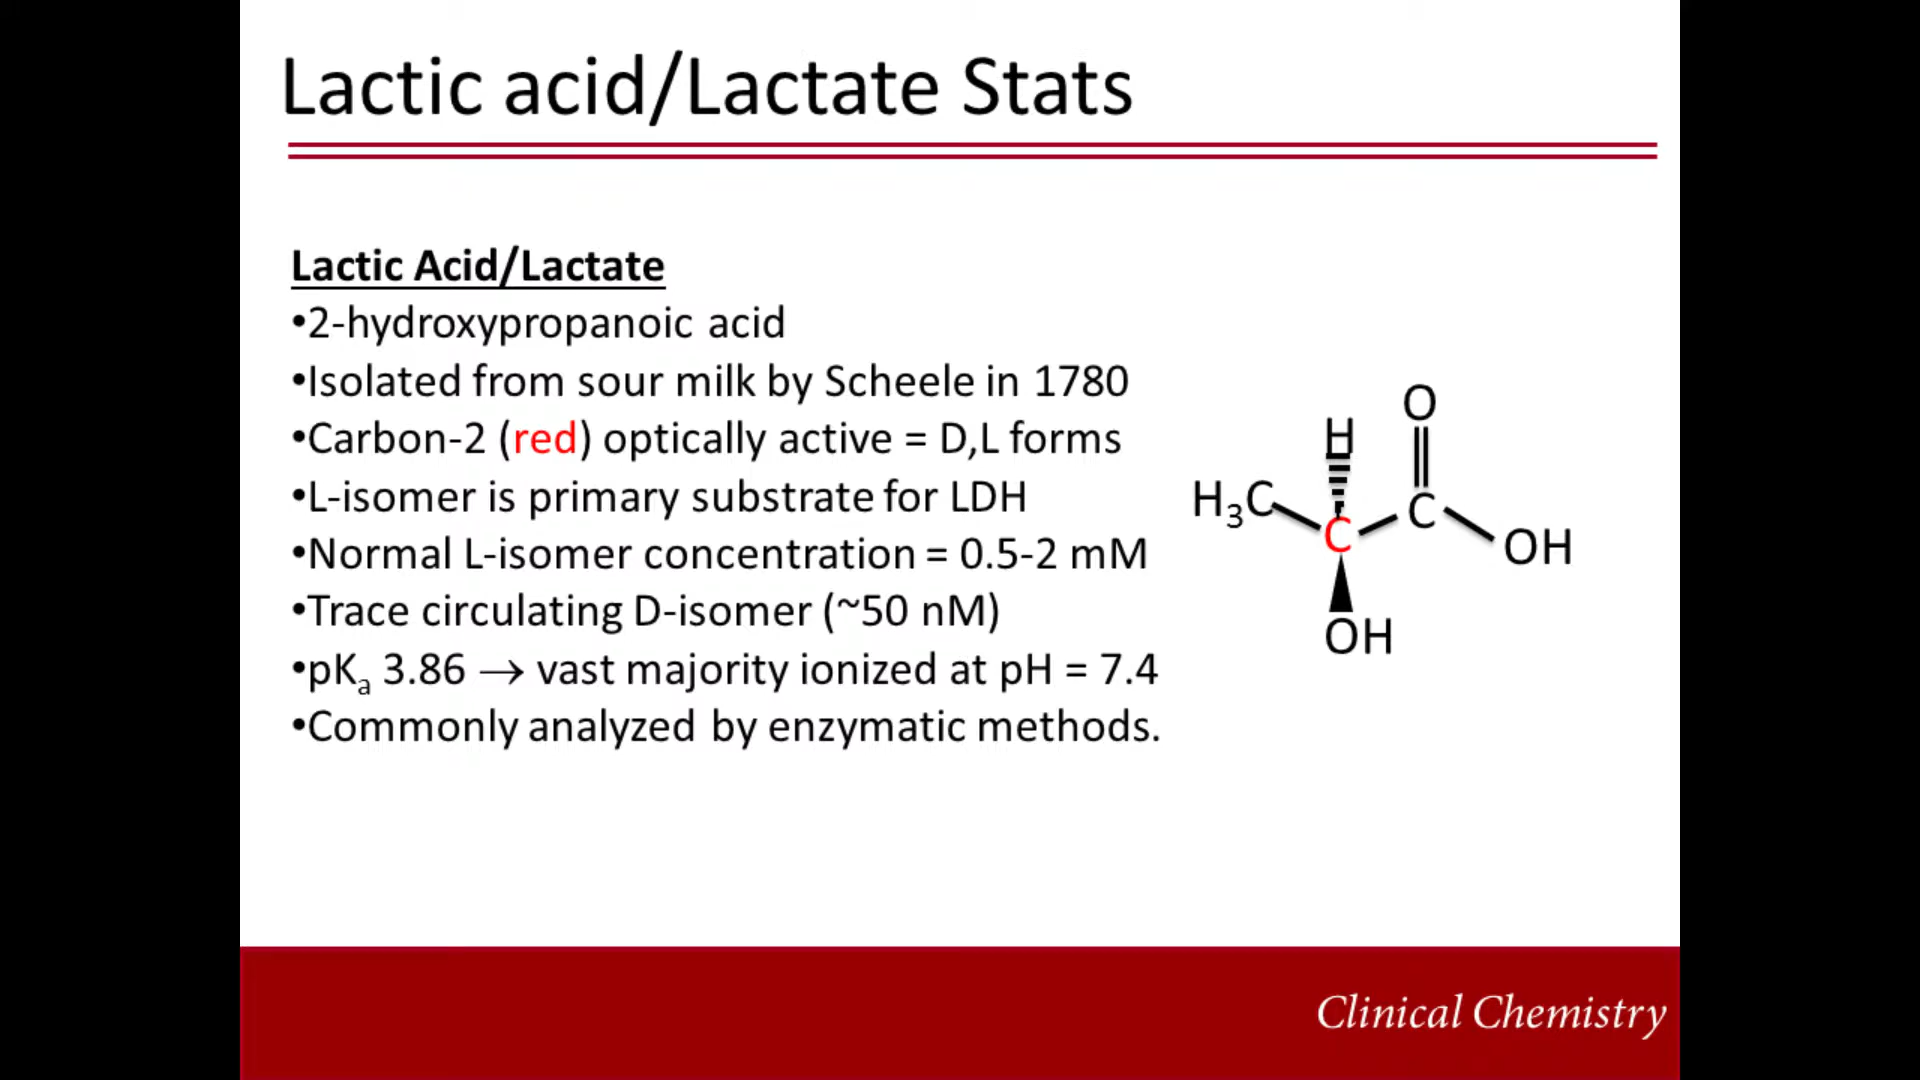 Lactic acid/Lactate Stats
Lactic Acid/Lactate
•2-hydroxypropanoic acid
•Isolated from sour milk by Scheele in 1780
•Carbon-2 (red) optically active = D,L forms
•L-isomer is primary substrate for LDH
•Normal L-isomer concentration = 0.5-2 mM
•Trace circulating D-isomer (~50 nM)
•pKa 3.86 → vast majority ionized at pH = 7.4
•Commonly analyzed by enzymatic methods.
O
H
H3C
C
C
OH
OH
Clinical Chemistry